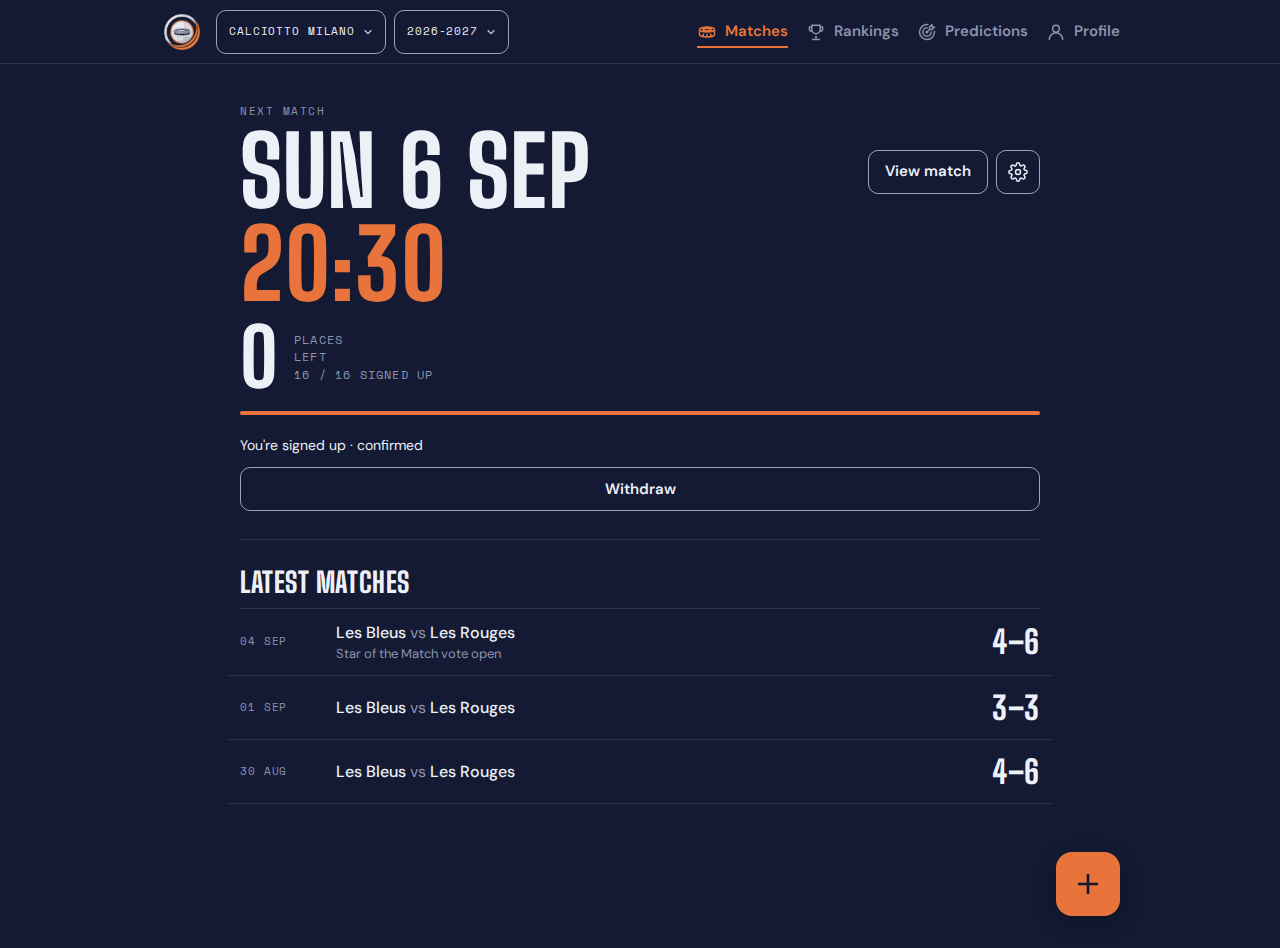 CALCIOTTO MILANO
2026-2027
Matches
Rankings
Predictions
Profile
NEXT MATCH
SUN 6 SEP
20:30
View match
0
PLACES
LEFT
16 / 16 SIGNED UP
You're signed up · confirmed
Withdraw
LATEST MATCHES
04 SEP
Les Bleus vs Les Rouges
Star of the Match vote open
4–6
01 SEP
Les Bleus vs Les Rouges
3–3
30 AUG
Les Bleus vs Les Rouges
4–6